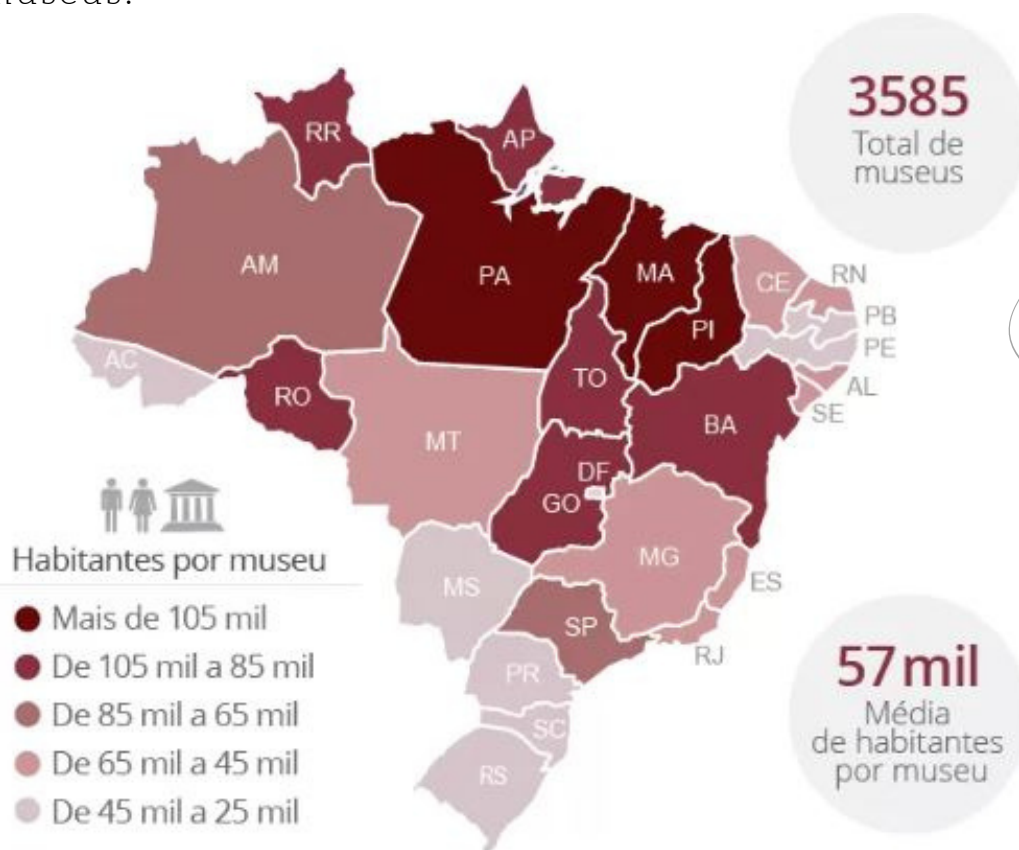 3585
Total de
museus
RR
AP
AM
PA
MA
CE
RN
PI
PB
PE
AC
RO
TO
AL
SE
BA
MT
DF
GO
MG
ES
MS
SP
RJ
PR
SC
RS
Habitantes por museu
Mais de 105 mil
De 105 mil a 85 mil
De 85 mil a 65 mil
De 65 mil a 45 mil
De 45 mil a 25 mil
57 mil
Média
de habitantes
por museu